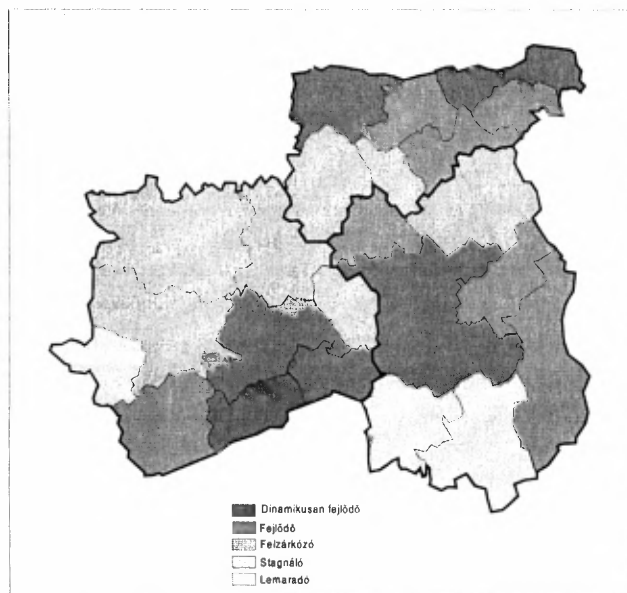 Dinamikusan fejlődő
Fejlődő
Felzárkózó
Stagnáló
Lemaradó